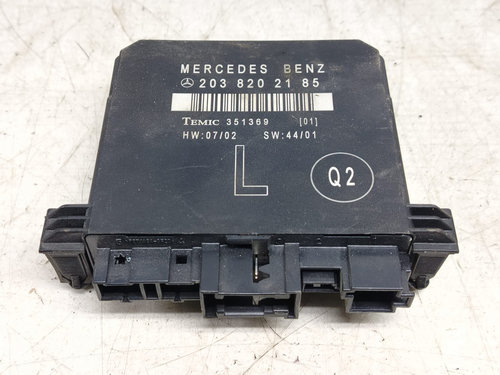 MERCEDES BENZ
203 820 21 85
TEMIC 351369 [01]
HW:07/02 SW:44/01
L
Q2